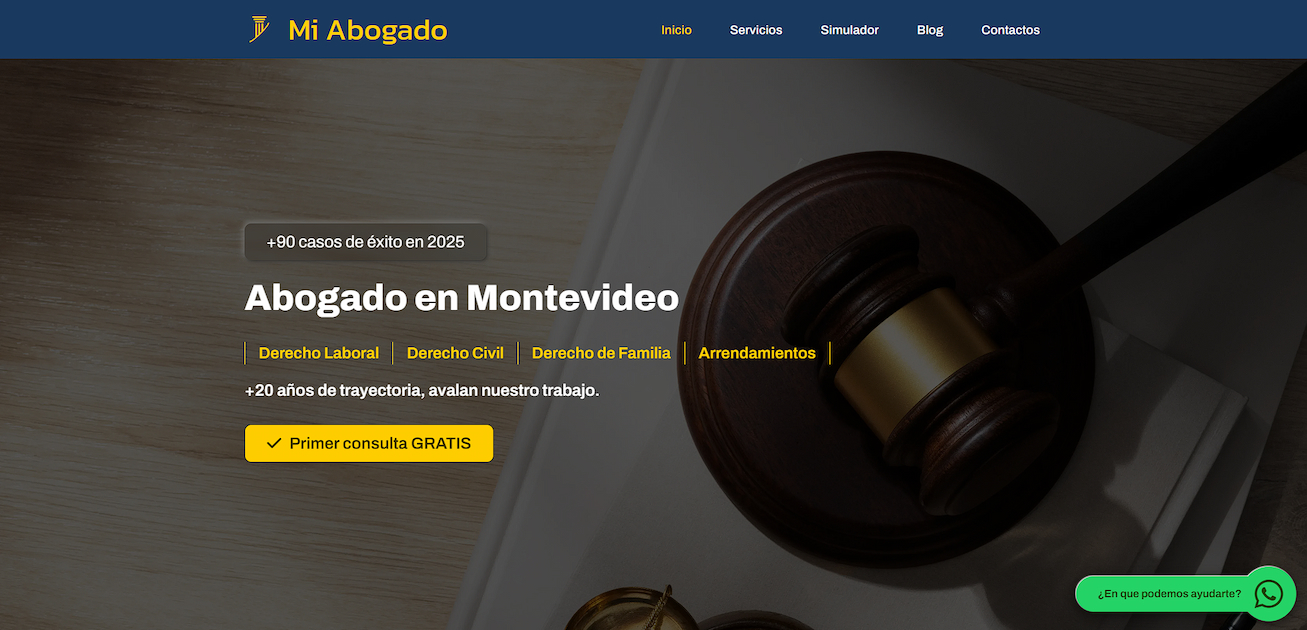 Mi Abogado
Inicio Servicios Simulador Blog Contactos
+90 casos de éxito en 2025
Abogado en Montevideo
Derecho Laboral Derecho Civil Derecho de Familia Arrendamientos
+20 años de trayectoria, avalan nuestro trabajo.
Primer consulta GRATIS
¿En que podemos ayudarte?